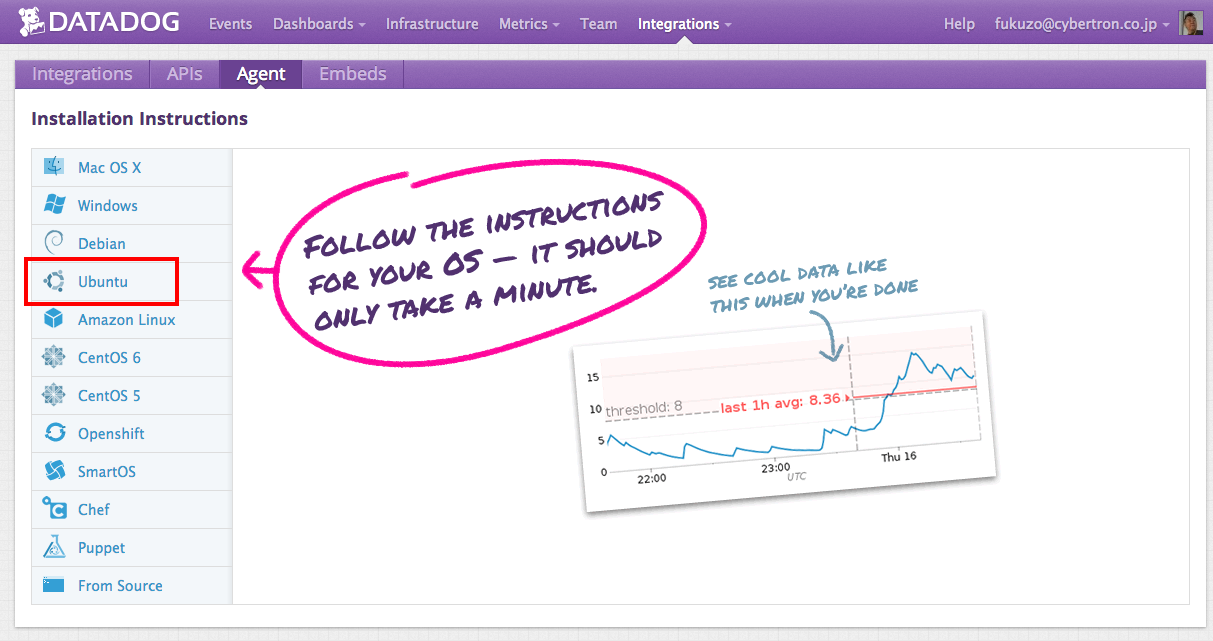 DATADOG
Events
Dashboards
Infrastructure
Metrics
Team
Integrations
Help
fukuzo@cybertron.co.jp
Integrations
APIs
Agent
Embeds
Installation Instructions
Mac OS X
Windows
Debian
Ubuntu
Amazon Linux
CentOS 6
CentOS 5
Openshift
SmartOS
Chef
Puppet
From Source
FOLLOW THE INSTRUCTIONS
FOR YOUR OS — IT SHOULD
ONLY TAKE A MINUTE.
SEE COOL DATA LIKE
THIS WHEN YOU'RE DONE
15
10
5
0
threshold: 8
last 1h avg: 8.36
22:00
23:00
Thu 16
UTC